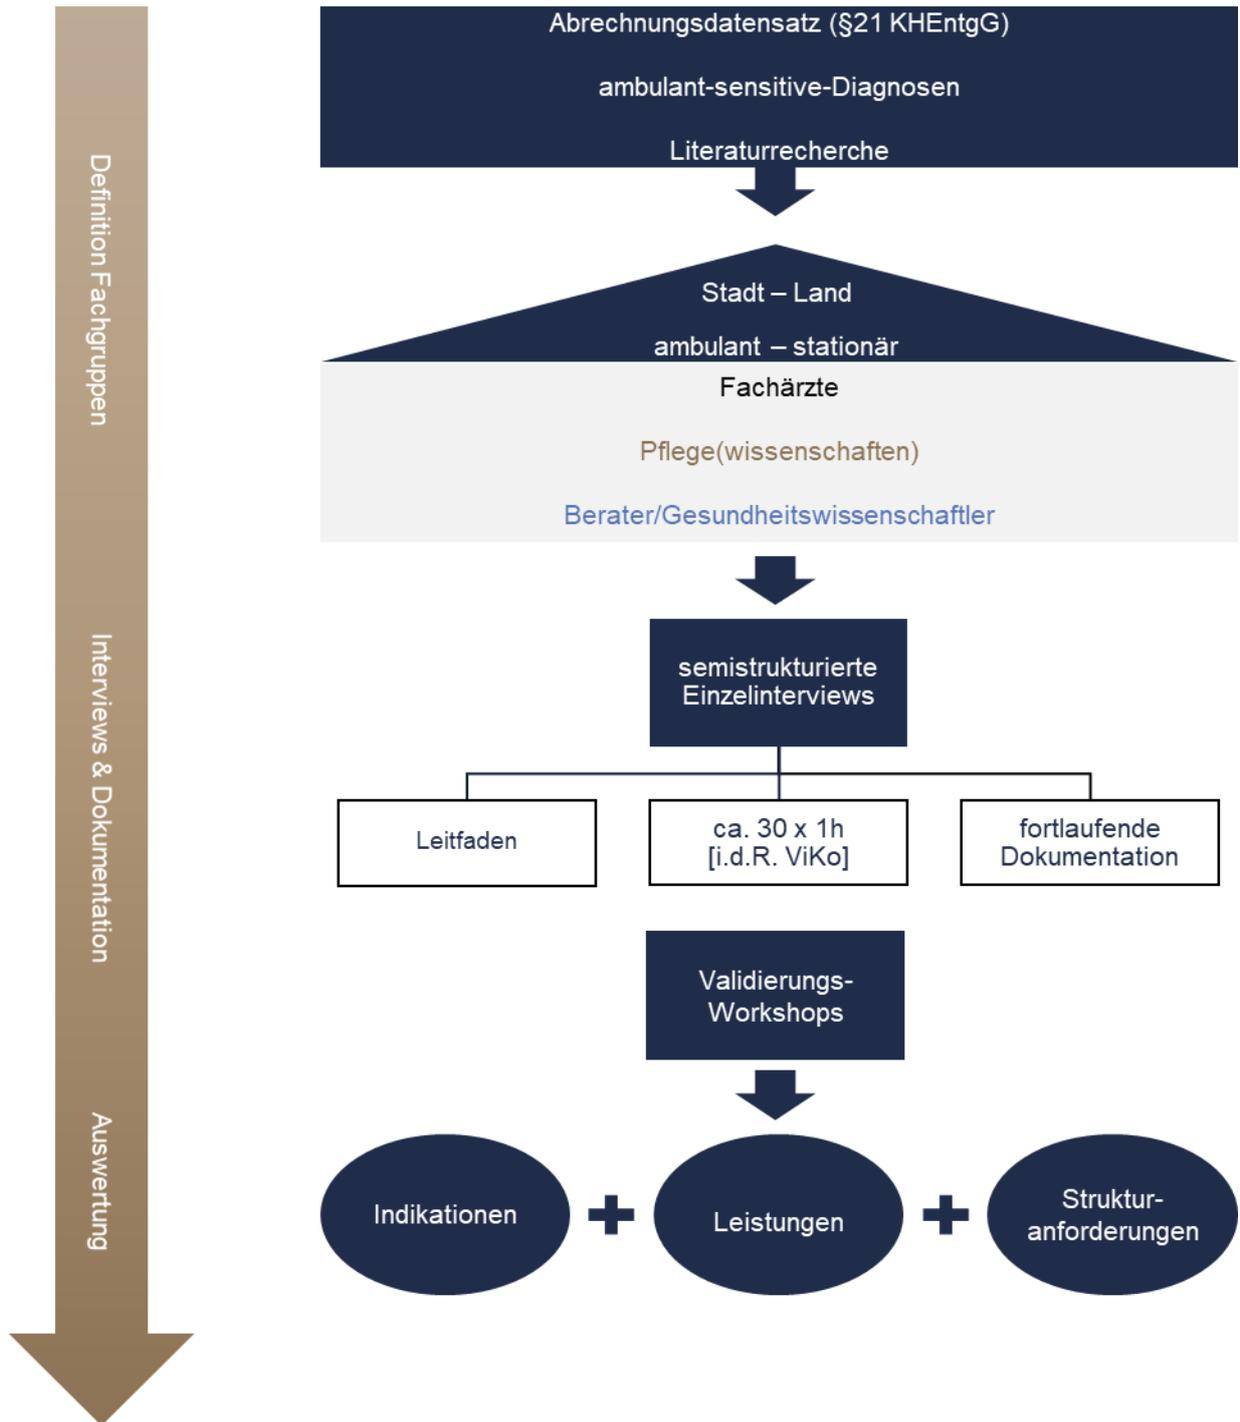 Definition Fachgruppen
Interviews & Dokumentation
Auswertung
Abrechnungsdatensatz (§21 KHEntgG)
ambulant-sensitive-Diagnosen
Literaturrecherche
Stadt – Land
ambulant – stationär
Fachärzte
Pflege(wissenschaften)
Berater/Gesundheitswissenschaftler
semistrukturierte
Einzelinterviews
Leitfaden
ca. 30 x 1h
[i.d.R. ViKo]
fortlaufende
Dokumentation
Validierungs-
Workshops
Indikationen
Leistungen
Struktur-
anforderungen